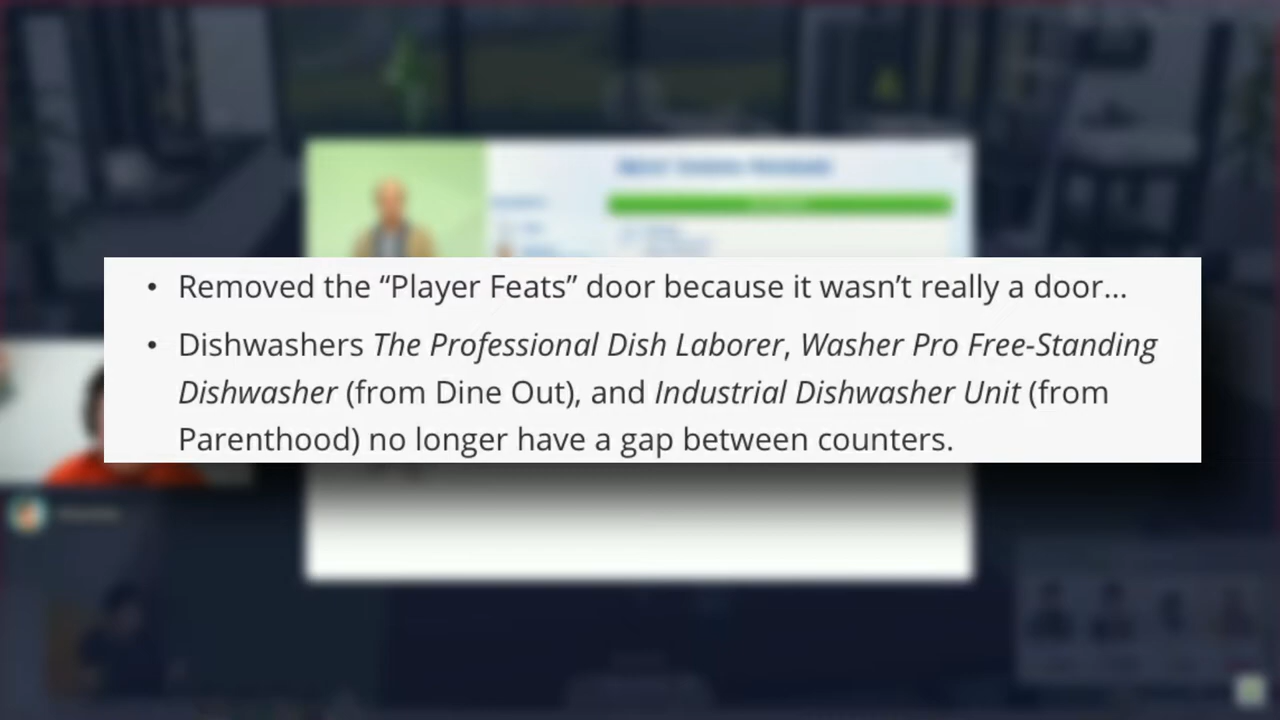 • Removed the “Player Feats” door because it wasn’t really a door...
• Dishwashers The Professional Dish Laborer, Washer Pro Free-Standing
Dishwasher (from Dine Out), and Industrial Dishwasher Unit (from
Parenthood) no longer have a gap between counters.